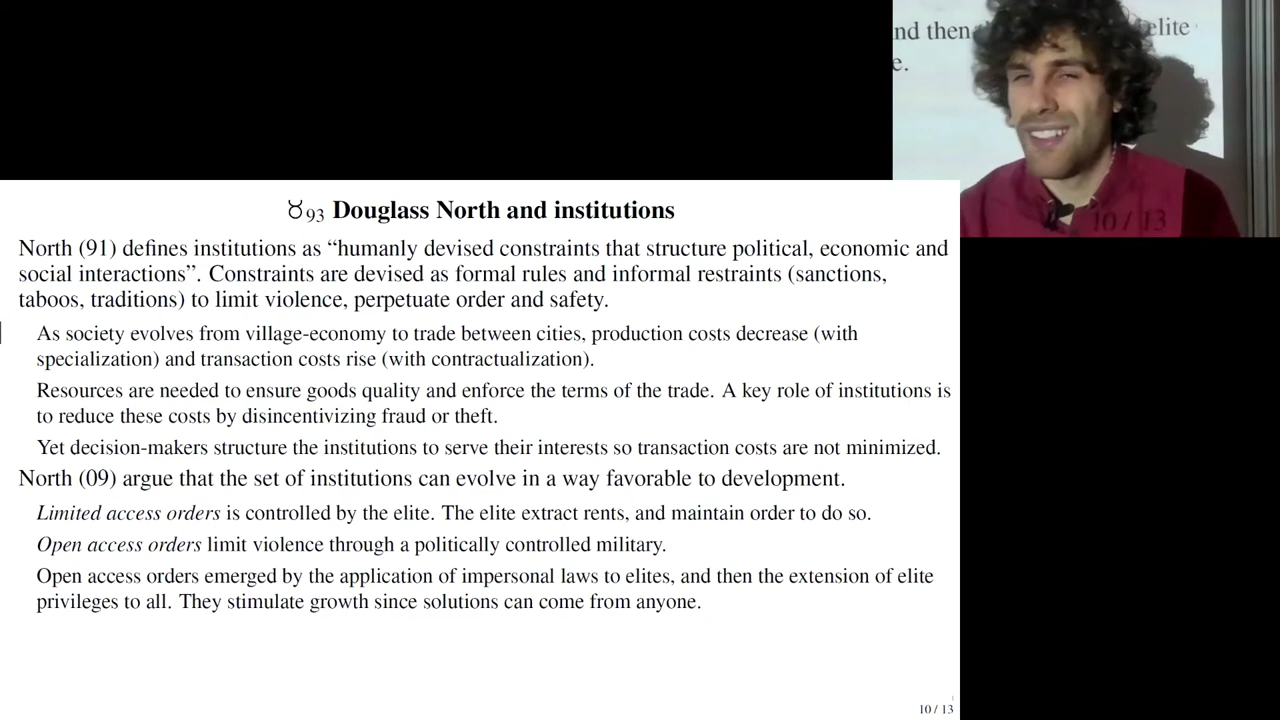 nd then elite
e.
10 / 13
♉93 Douglass North and institutions
North (91) defines institutions as “humanly devised constraints that structure political, economic and
social interactions”. Constraints are devised as formal rules and informal restraints (sanctions,
taboos, traditions) to limit violence, perpetuate order and safety.
As society evolves from village-economy to trade between cities, production costs decrease (with
specialization) and transaction costs rise (with contractualization).
Resources are needed to ensure goods quality and enforce the terms of the trade. A key role of institutions is
to reduce these costs by disincentivizing fraud or theft.
Yet decision-makers structure the institutions to serve their interests so transaction costs are not minimized.
North (09) argue that the set of institutions can evolve in a way favorable to development.
Limited access orders is controlled by the elite. The elite extract rents, and maintain order to do so.
Open access orders limit violence through a politically controlled military.
Open access orders emerged by the application of impersonal laws to elites, and then the extension of elite
privileges to all. They stimulate growth since solutions can come from anyone.
10 / 13